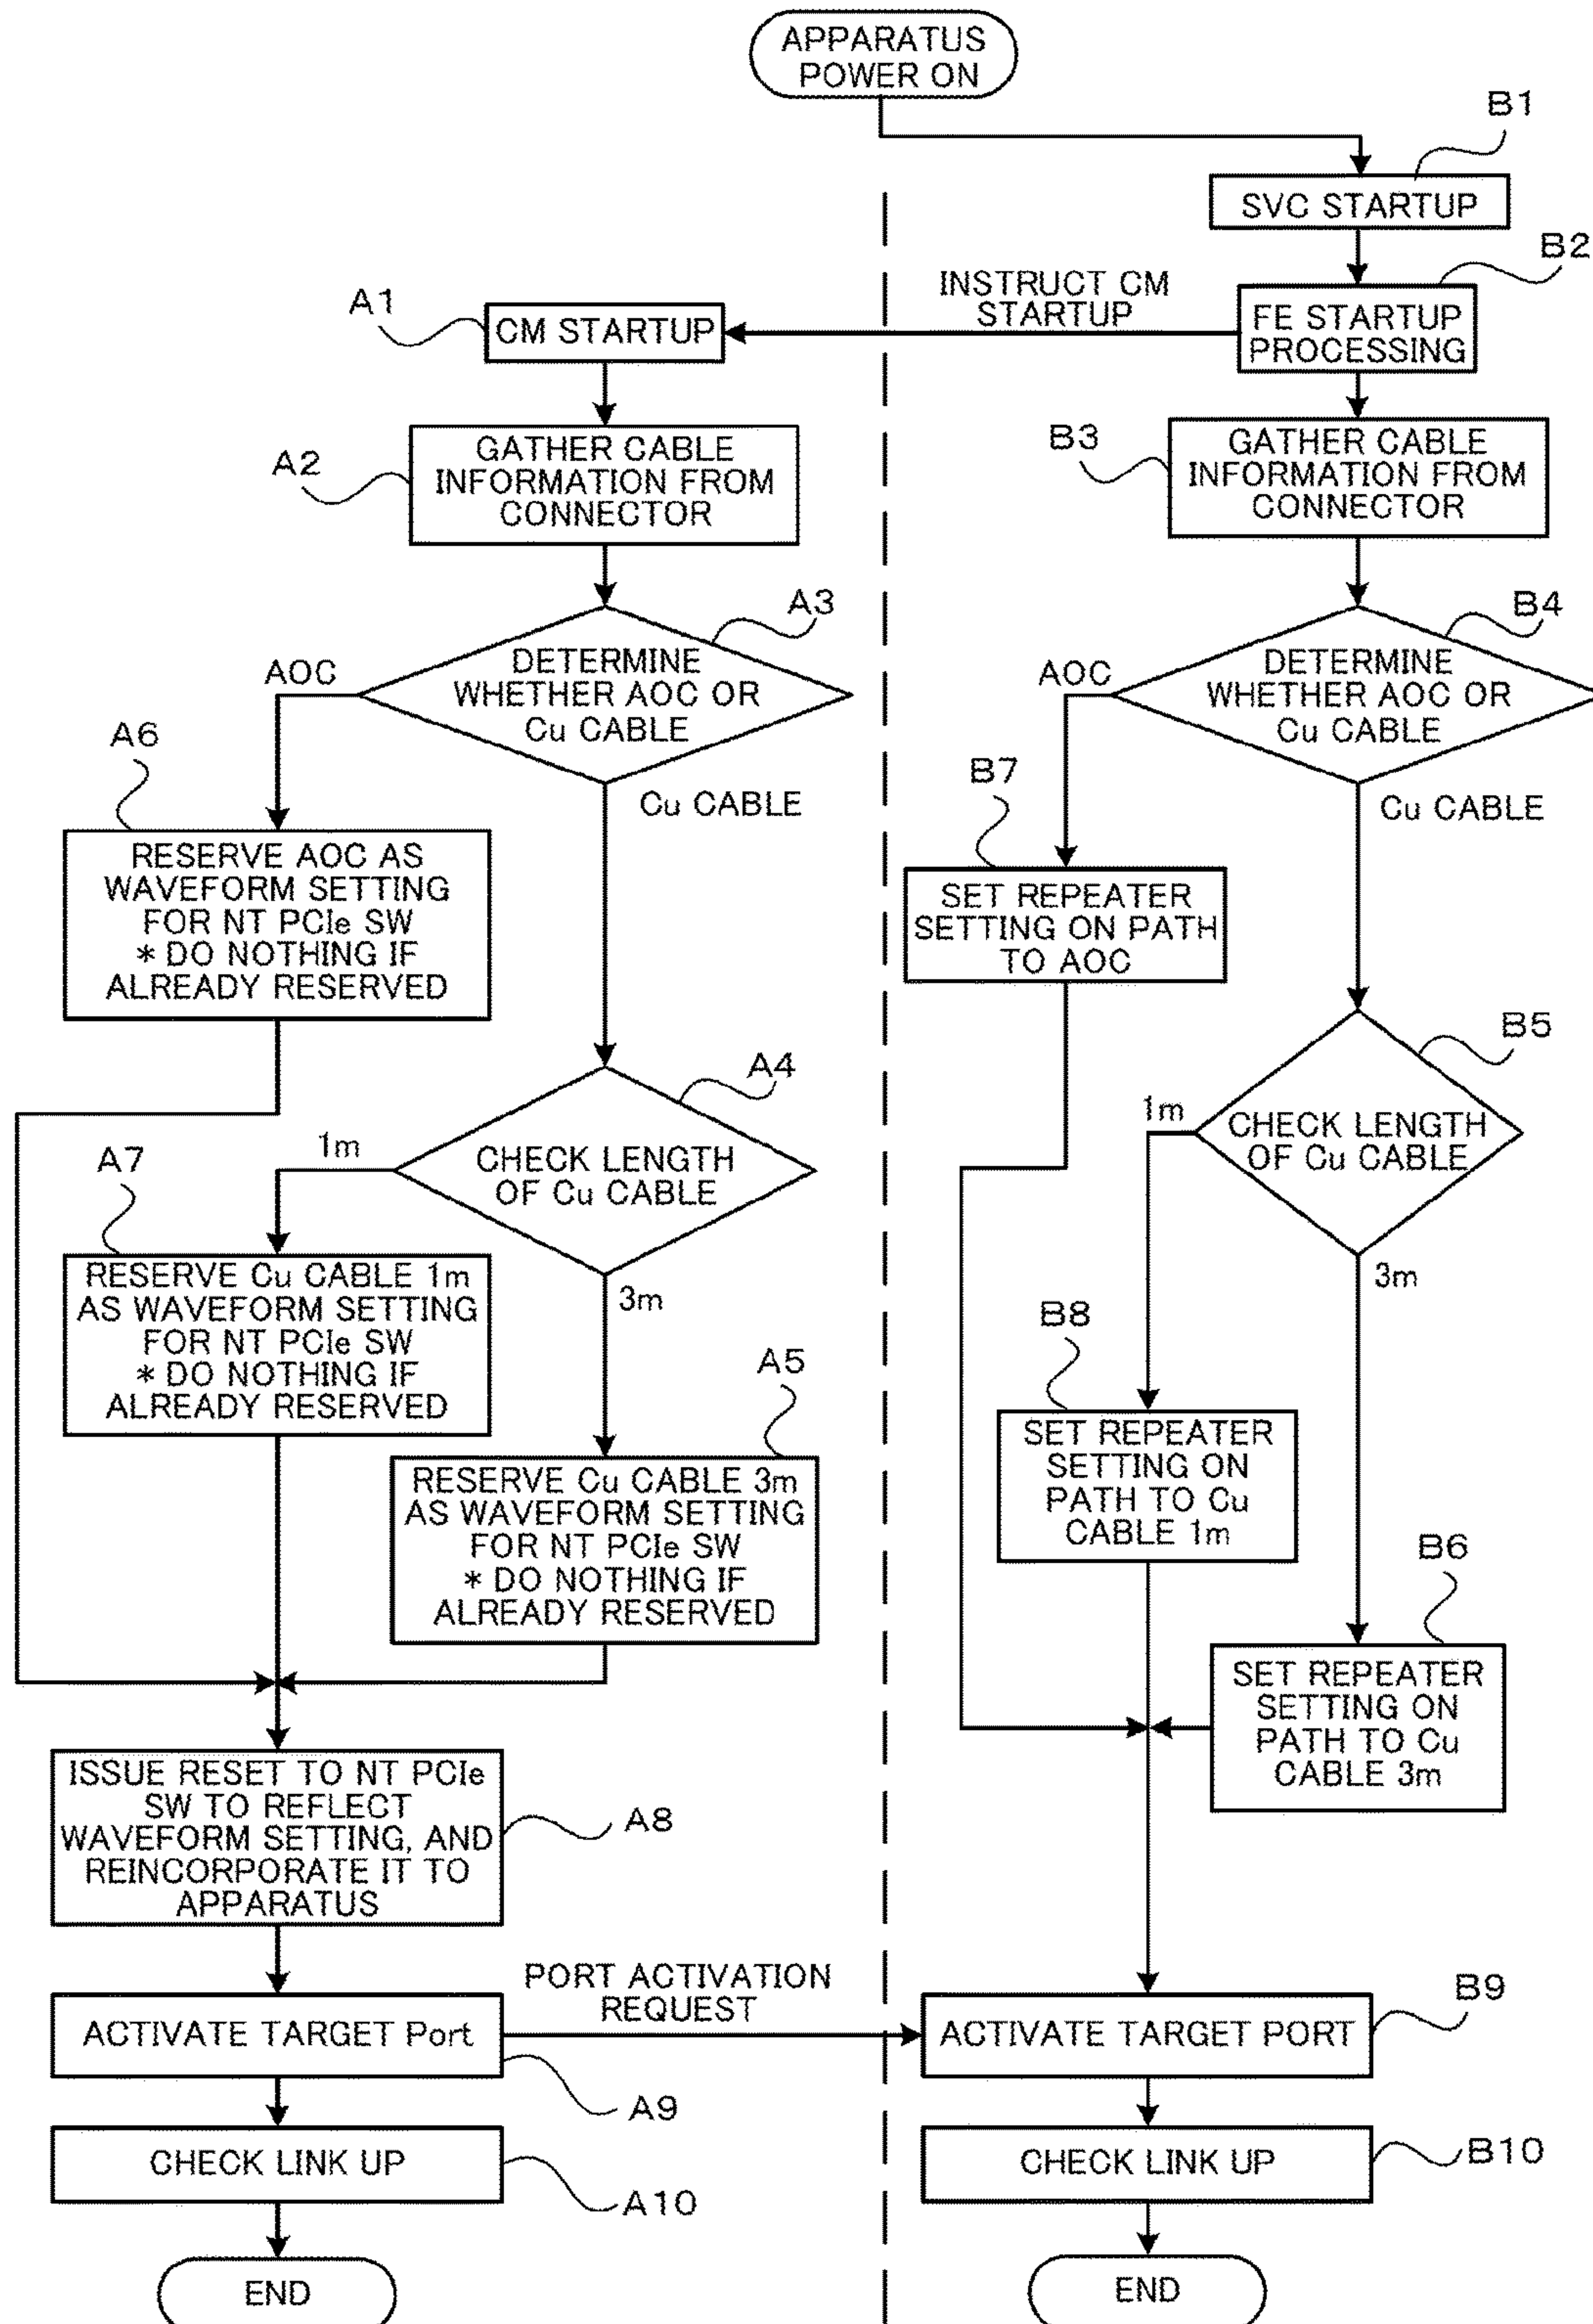 APPARATUS
POWER ON
B1
SVC STARTUP
B2
INSTRUCT CM
STARTUP
FE STARTUP
PROCESSING
A1
CM STARTUP
A2
GATHER CABLE
INFORMATION FROM
CONNECTOR
B3
GATHER CABLE
INFORMATION FROM
CONNECTOR
A3
DETERMINE
WHETHER AOC OR
Cu CABLE
AOC
Cu CABLE
B4
DETERMINE
WHETHER AOC OR
Cu CABLE
AOC
Cu CABLE
A6
RESERVE AOC AS
WAVEFORM SETTING
FOR NT PCIe SW
* DO NOTHING IF
ALREADY RESERVED
B7
SET REPEATER
SETTING ON PATH
TO AOC
A4
CHECK LENGTH
OF Cu CABLE
1m
3m
B5
CHECK LENGTH
OF Cu CABLE
1m
3m
A7
RESERVE Cu CABLE 1m
AS WAVEFORM SETTING
FOR NT PCIe SW
* DO NOTHING IF
ALREADY RESERVED
A5
RESERVE Cu CABLE 3m
AS WAVEFORM SETTING
FOR NT PCIe SW
* DO NOTHING IF
ALREADY RESERVED
B8
SET REPEATER
SETTING ON
PATH TO Cu
CABLE 1m
B6
SET REPEATER
SETTING ON
PATH TO Cu
CABLE 3m
ISSUE RESET TO NT PCIe
SW TO REFLECT
WAVEFORM SETTING, AND
REINCORPORATE IT TO
APPARATUS
A8
PORT ACTIVATION
REQUEST
ACTIVATE TARGET Port
A9
ACTIVATE TARGET PORT
B9
CHECK LINK UP
A10
CHECK LINK UP
B10
END
END